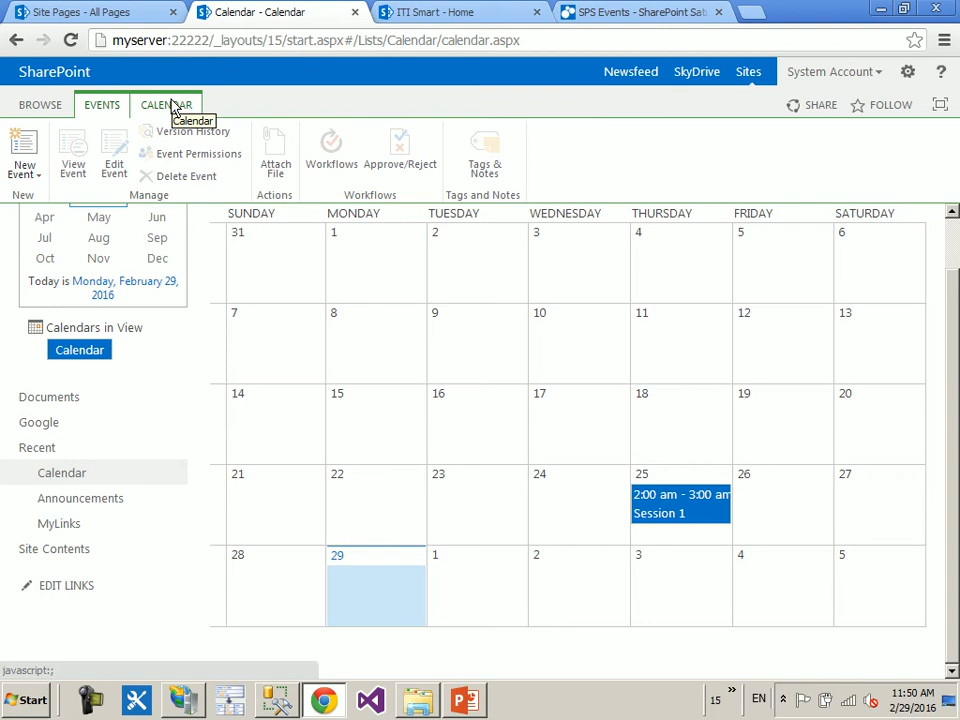 Site Pages - All Pages
Calendar - Calendar
ITI Smart - Home
SPS Events - SharePoint Sat
myserver:22222/_layouts/15/start.aspx#/Lists/Calendar/calendar.aspx
SharePoint
Newsfeed SkyDrive Sites System Account ?
BROWSE EVENTS CALENDAR SHARE FOLLOW
Calendar
New Event
View Event
Edit Event
Version History
Event Permissions
Delete Event
Attach File
Workflows
Approve/Reject
Tags & Notes
New Manage Actions Workflows Tags and Notes
Apr May Jun
Jul Aug Sep
Oct Nov Dec
Today is Monday, February 29,
2016
Calendars in View
Calendar
Documents
Google
Recent
Calendar
Announcements
MyLinks
Site Contents
EDIT LINKS
SUNDAY MONDAY TUESDAY WEDNESDAY THURSDAY FRIDAY SATURDAY
31 1 2 3 4 5 6
7 8 9 10 11 12 13
14 15 16 17 18 19 20
21 22 23 24 25 26 27
2:00 am - 3:00 am
Session 1
28 29 1 2 3 4 5
javascript:;
Start
15 » EN
11:50 AM
2/29/2016